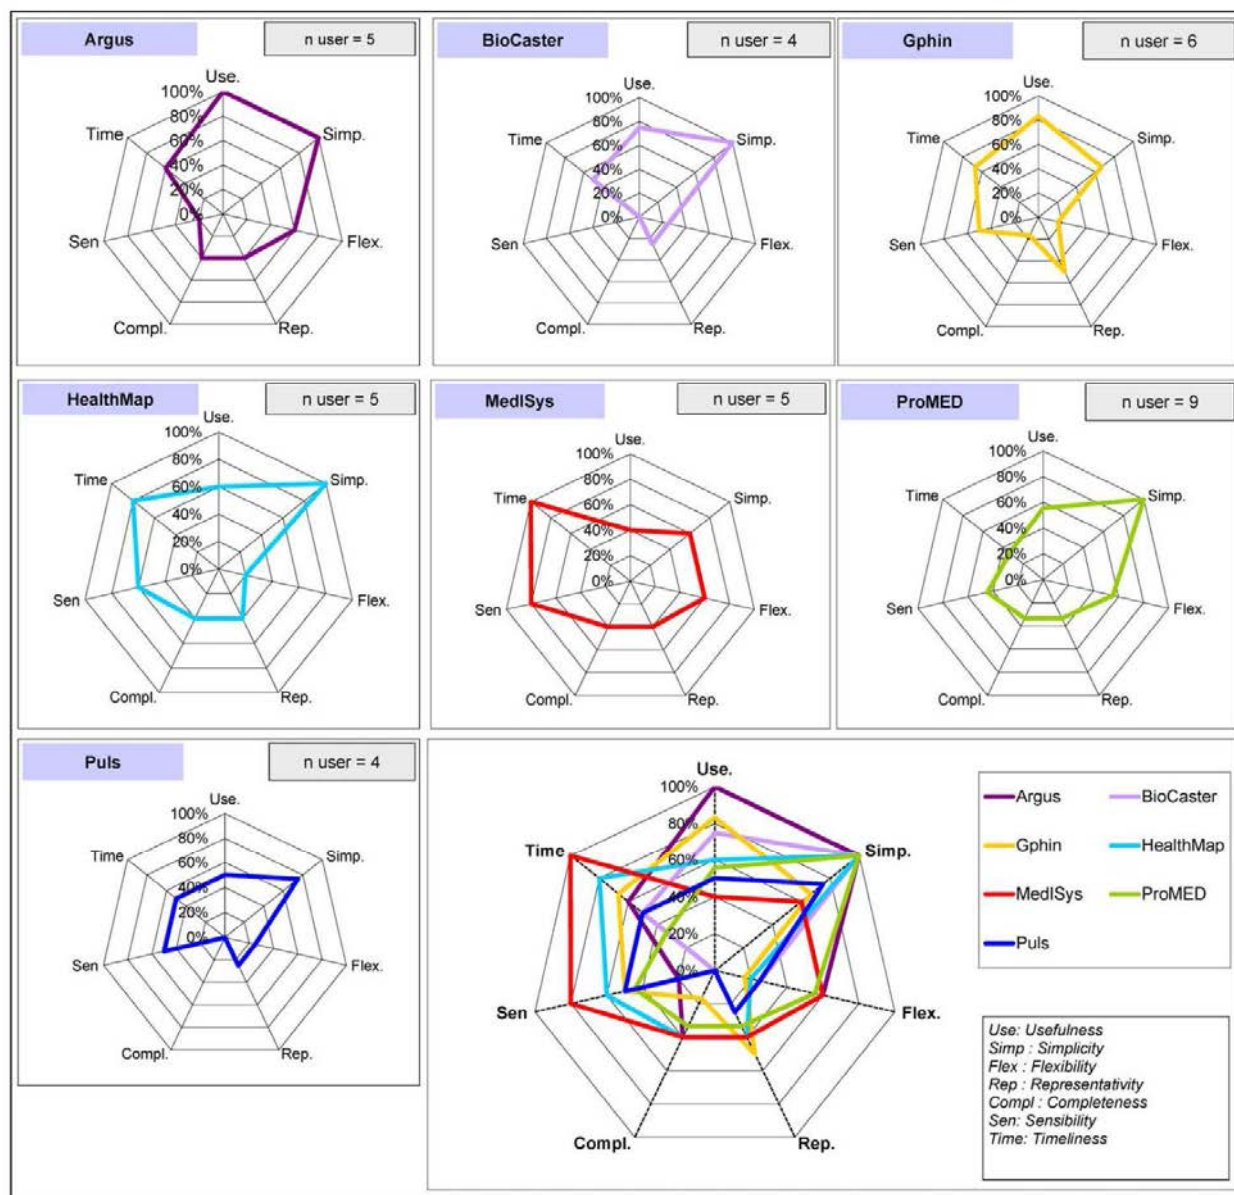 Argus
n user = 5
Use.
100%
80%
60%
40%
20%
0%
Time
Simp.
Sen
Flex.
Compl.
Rep.
BioCaster
n user = 4
Use.
100%
80%
60%
40%
20%
0%
Time
Simp.
Sen
Flex.
Compl.
Rep.
Gphin
n user = 6
Use.
100%
80%
60%
40%
20%
0%
Time
Simp.
Sen
Flex.
Compl.
Rep.
HealthMap
n user = 5
Use.
100%
80%
60%
40%
20%
0%
Time
Simp.
Sen
Flex.
Compl.
Rep.
MedISys
n user = 5
Use.
100%
80%
60%
40%
20%
0%
Time
Simp.
Sen
Flex.
Compl.
Rep.
ProMED
n user = 9
Use.
100%
80%
60%
40%
20%
0%
Time
Simp.
Sen
Flex.
Compl.
Rep.
Puls
n user = 4
Use.
100%
80%
60%
40%
20%
0%
Time
Simp.
Sen
Flex.
Compl.
Rep.
Use.
100%
80%
60%
40%
20%
0%
Time
Simp.
Sen
Flex.
Compl.
Rep.
Argus
BioCaster
Gphin
HealthMap
MedISys
ProMED
Puls
Use: Usefulness
Simp : Simplicity
Flex : Flexibility
Rep : Representativity
Compl : Completeness
Sen: Sensibility
Time: Timeliness